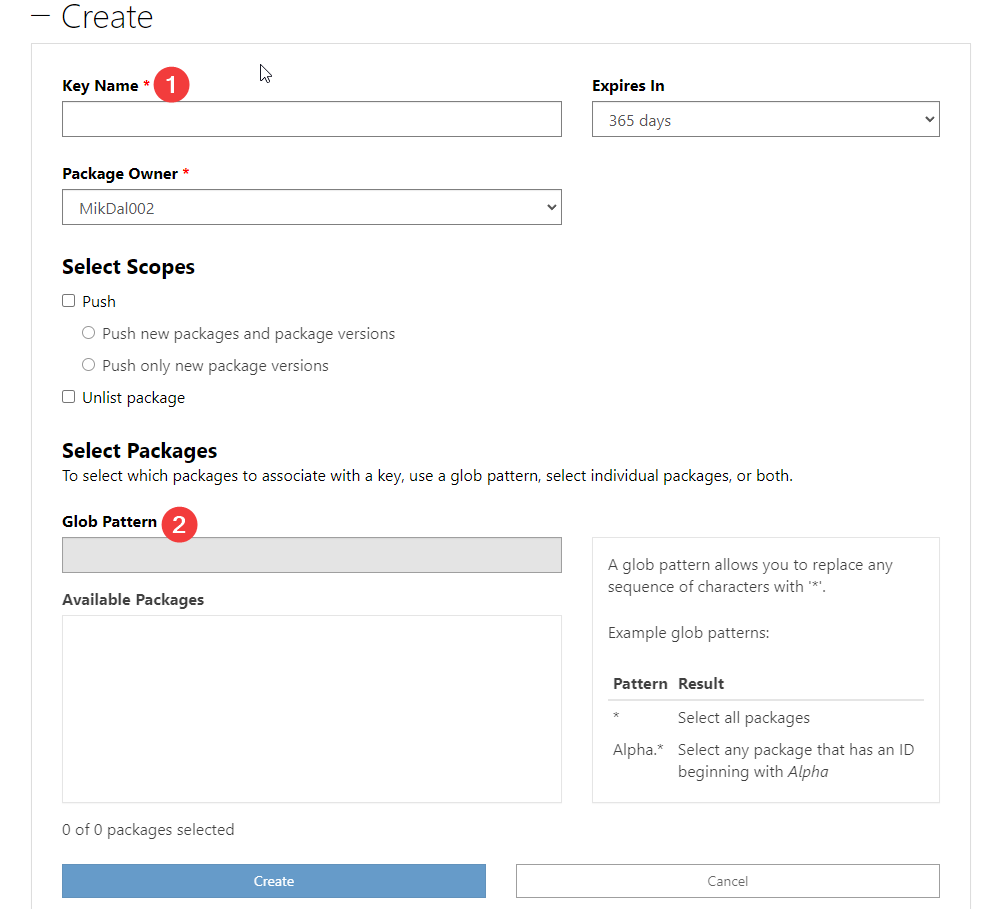 Create
Key Name * 1
Expires In
365 days
Package Owner *
MikDal002
Select Scopes
Push
Push new packages and package versions
Push only new package versions
Unlist package
Select Packages
To select which packages to associate with a key, use a glob pattern, select individual packages, or both.
Glob Pattern 2
Available Packages
A glob pattern allows you to replace any
sequence of characters with '*'.
Example glob patterns:
Pattern Result
* Select all packages
Alpha.* Select any package that has an ID
beginning with Alpha
0 of 0 packages selected
Create
Cancel